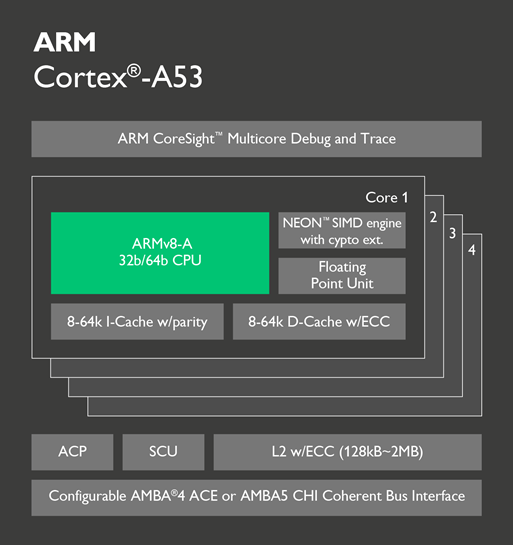 ARM
Cortex®-A53
ARM CoreSight™ Multicore Debug and Trace
Core 1
2
3
4
ARMv8-A
32b/64b CPU
NEON™ SIMD engine
with cypto ext.
Floating
Point Unit
8-64k I-Cache w/parity
8-64k D-Cache w/ECC
ACP
SCU
L2 w/ECC (128kB~2MB)
Configurable AMBA®4 ACE or AMBA5 CHI Coherent Bus Interface